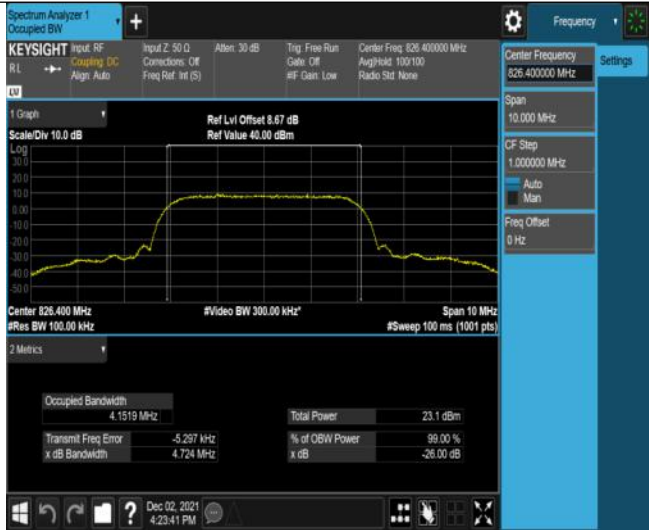 Spectrum Analyzer 1
Occupied BW
+
Frequency
KEYSIGHT
RL
LV
Input: RF
Coupling: DC
Align: Auto
Input Z: 50 Ω
Corrections: Off
Freq Ref: Int (S)
Atten: 30 dB
Trig: Free Run
Gate: Off
#IF Gain: Low
Center Freq: 826.400000 MHz
Avg|Hold: 100/100
Radio Std: None
Center Frequency
826.400000 MHz
Settings
Span
10.000 MHz
CF Step
1.000000 MHz
Auto
Man
Freq Offset
0 Hz
1 Graph
Scale/Div 10.0 dB
Ref Lvl Offset 8.67 dB
Ref Value 40.00 dBm
Log
30.0
20.0
10.0
0.00
-10.0
-20.0
-30.0
-40.0
-50.0
Center 826.400 MHz
#Res BW 100.00 kHz
#Video BW 300.00 kHz*
Span 10 MHz
#Sweep 100 ms (1001 pts)
2 Metrics
Occupied Bandwidth
4.1519 MHz
Total Power 23.1 dBm
Transmit Freq Error -5.297 kHz
% of OBW Power 99.00 %
x dB Bandwidth 4.724 MHz
x dB -26.00 dB
?
Dec 02, 2021
4:23:41 PM